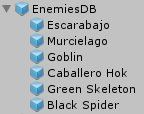 EnemiesDB
Escarabajo
Murcielago
Goblin
Caballero Hok
Green Skeleton
Black Spider